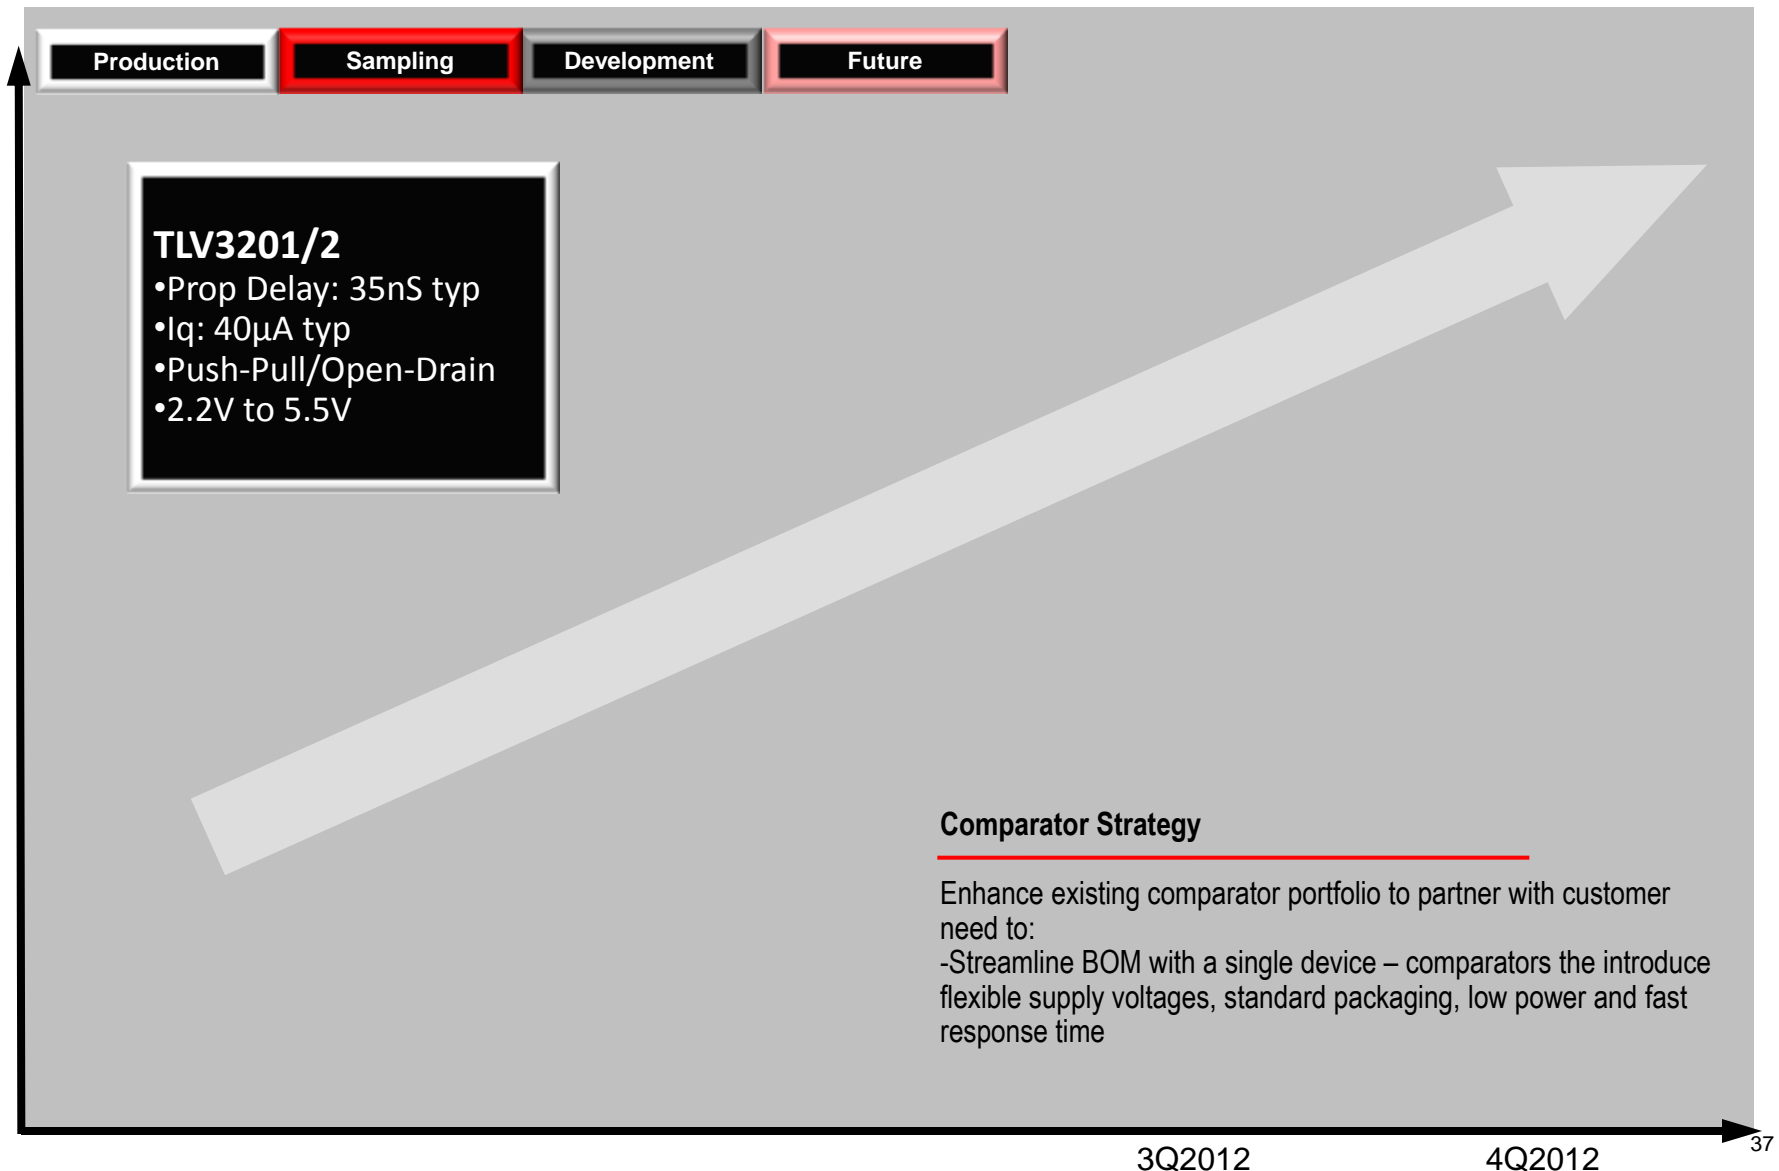 Production Sampling Development Future
TLV3201/2
•Prop Delay: 35nS typ
•Iq: 40µA typ
•Push-Pull/Open-Drain
•2.2V to 5.5V
Comparator Strategy
Enhance existing comparator portfolio to partner with customer
need to:
-Streamline BOM with a single device – comparators the introduce
flexible supply voltages, standard packaging, low power and fast
response time
3Q2012 4Q2012
37